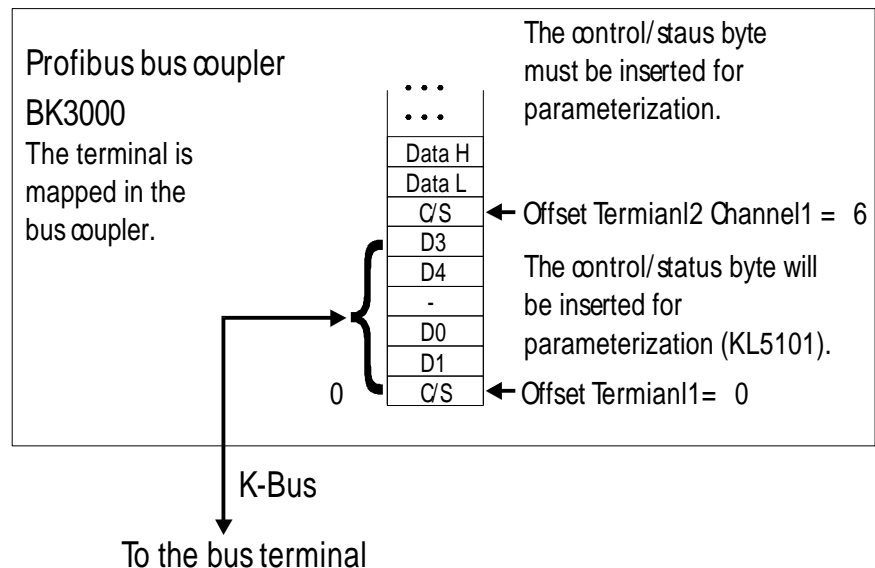 Profibus bus coupler
BK3000
The terminal is
mapped in the
bus coupler.
The control/staus byte
must be inserted for
parameterization.
...
...
Data H
Data L
C/S
D3
D4
-
D0
D1
C/S
0
Offset Termianl2 Channel1 = 6
The control/status byte will
be inserted for
parameterization (KL5101).
Offset Termianl1= 0
K-Bus
To the bus terminal